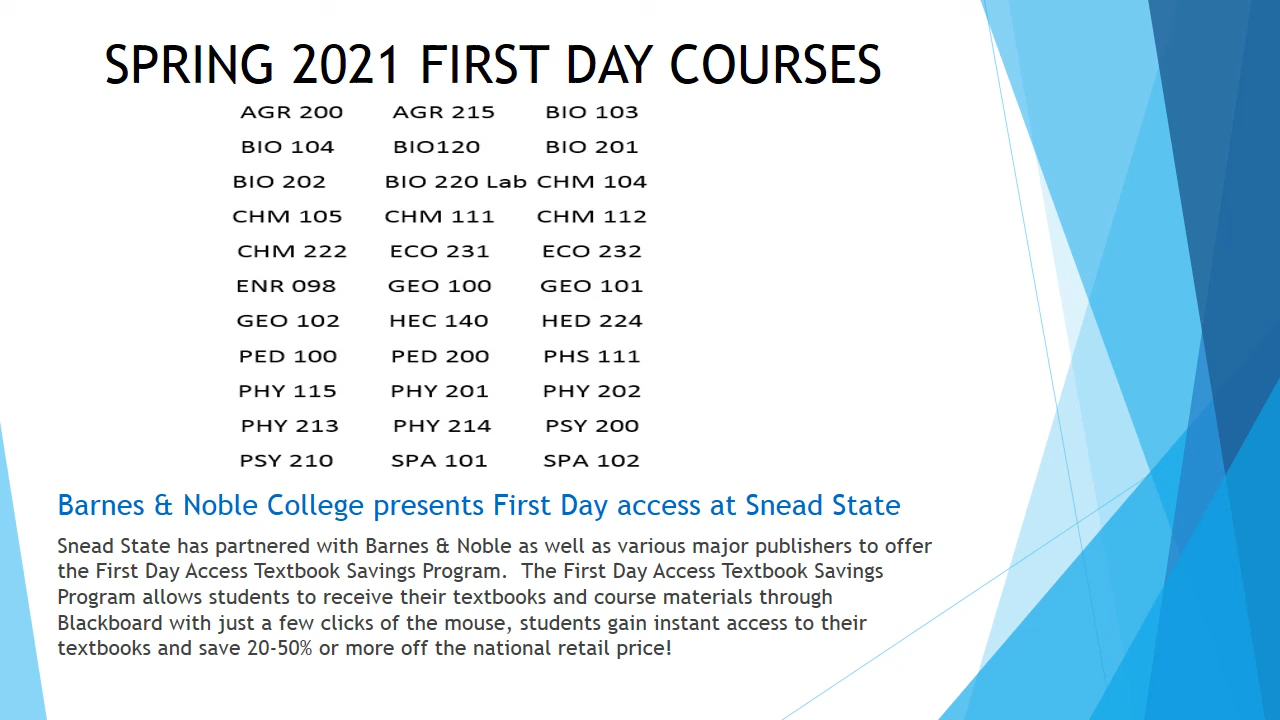 SPRING 2021 FIRST DAY COURSES
AGR 200 AGR 215 BIO 103
BIO 104 BIO120 BIO 201
BIO 202 BIO 220 Lab CHM 104
CHM 105 CHM 111 CHM 112
CHM 222 ECO 231 ECO 232
ENR 098 GEO 100 GEO 101
GEO 102 HEC 140 HED 224
PED 100 PED 200 PHS 111
PHY 115 PHY 201 PHY 202
PHY 213 PHY 214 PSY 200
PSY 210 SPA 101 SPA 102
Barnes & Noble College presents First Day access at Snead State
Snead State has partnered with Barnes & Noble as well as various major publishers to offer
the First Day Access Textbook Savings Program.  The First Day Access Textbook Savings
Program allows students to receive their textbooks and course materials through
Blackboard with just a few clicks of the mouse, students gain instant access to their
textbooks and save 20-50% or more off the national retail price!